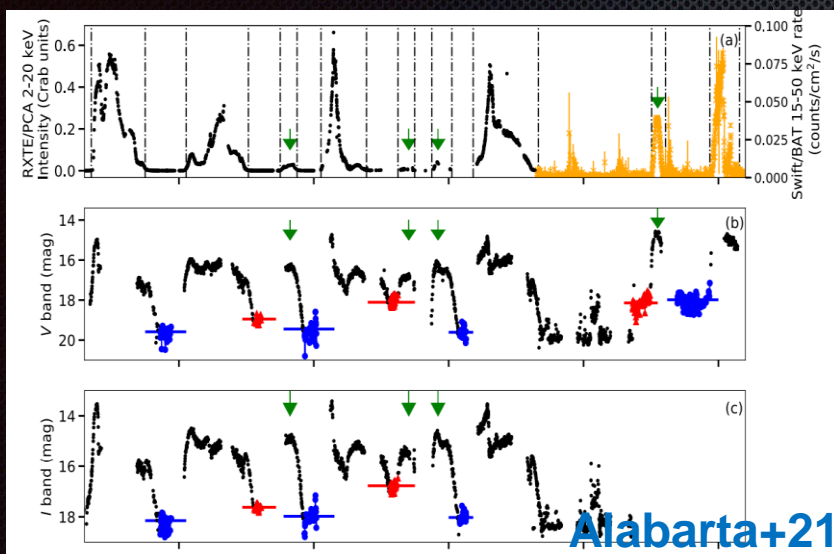 RXTE/PCA 2-20 keV
Intensity (Crab units)
0.6
0.4
0.2
0.0
(a)
0.100
0.075
0.050
0.025
0.000
Swift/BAT 15-50 keV rate
(counts/cm²/s)
V band (mag)
14
16
18
20
(b)
I band (mag)
14
16
18
(c)
Alabarta+21